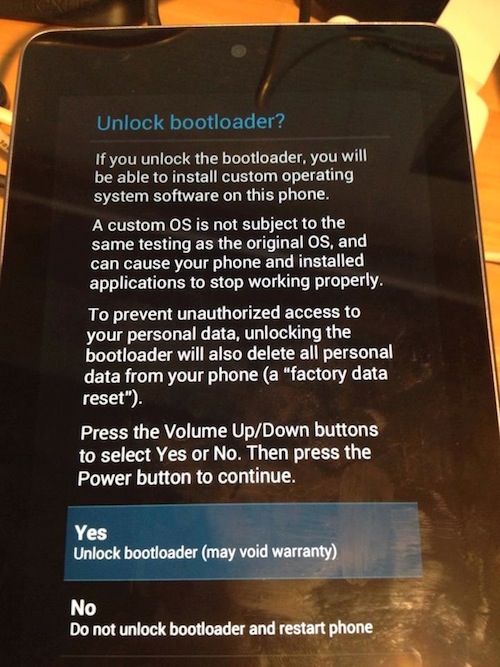 Unlock bootloader?
If you unlock the bootloader, you will
be able to install custom operating
system software on this phone.
A custom OS is not subject to the
same testing as the original OS, and
can cause your phone and installed
applications to stop working properly.
To prevent unauthorized access to
your personal data, unlocking the
bootloader will also delete all personal
data from your phone (a “factory data
reset”).
Press the Volume Up/Down buttons
to select Yes or No. Then press the
Power button to continue.
Yes
Unlock bootloader (may void warranty)
No
Do not unlock bootloader and restart phone